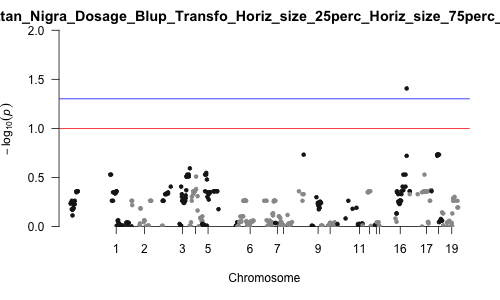 tan_Nigra_Dosage_Blup_Transfo_Horiz_size_25perc_Horiz_size_75perc_
2.0
1.5
1.0
0.5
0.0
− log10(p)
1 2 3 5 6 7 9 11 16 17 19
Chromosome